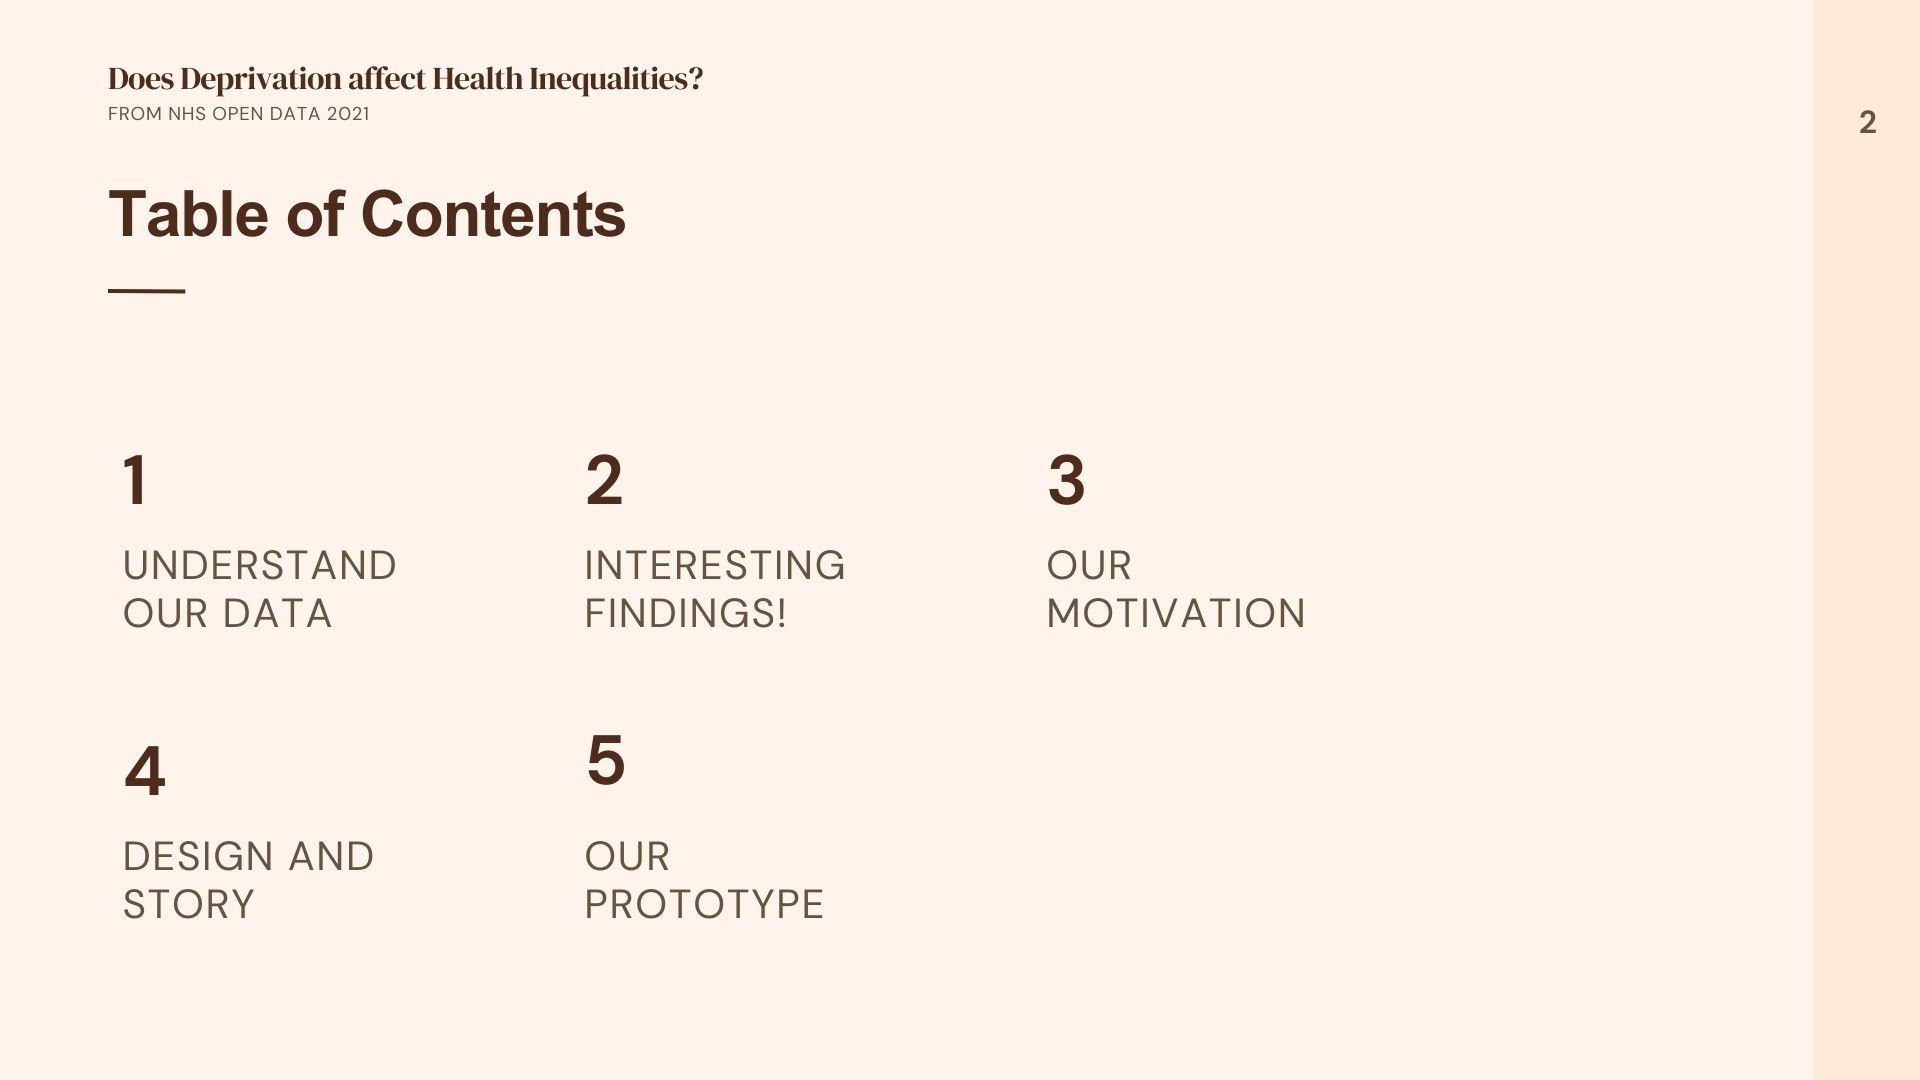 Does Deprivation affect Health Inequalities?
FROM NHS OPEN DATA 2021
2
Table of Contents
1
UNDERSTAND
OUR DATA
2
INTERESTING
FINDINGS!
3
OUR
MOTIVATION
4
DESIGN AND
STORY
5
OUR
PROTOTYPE